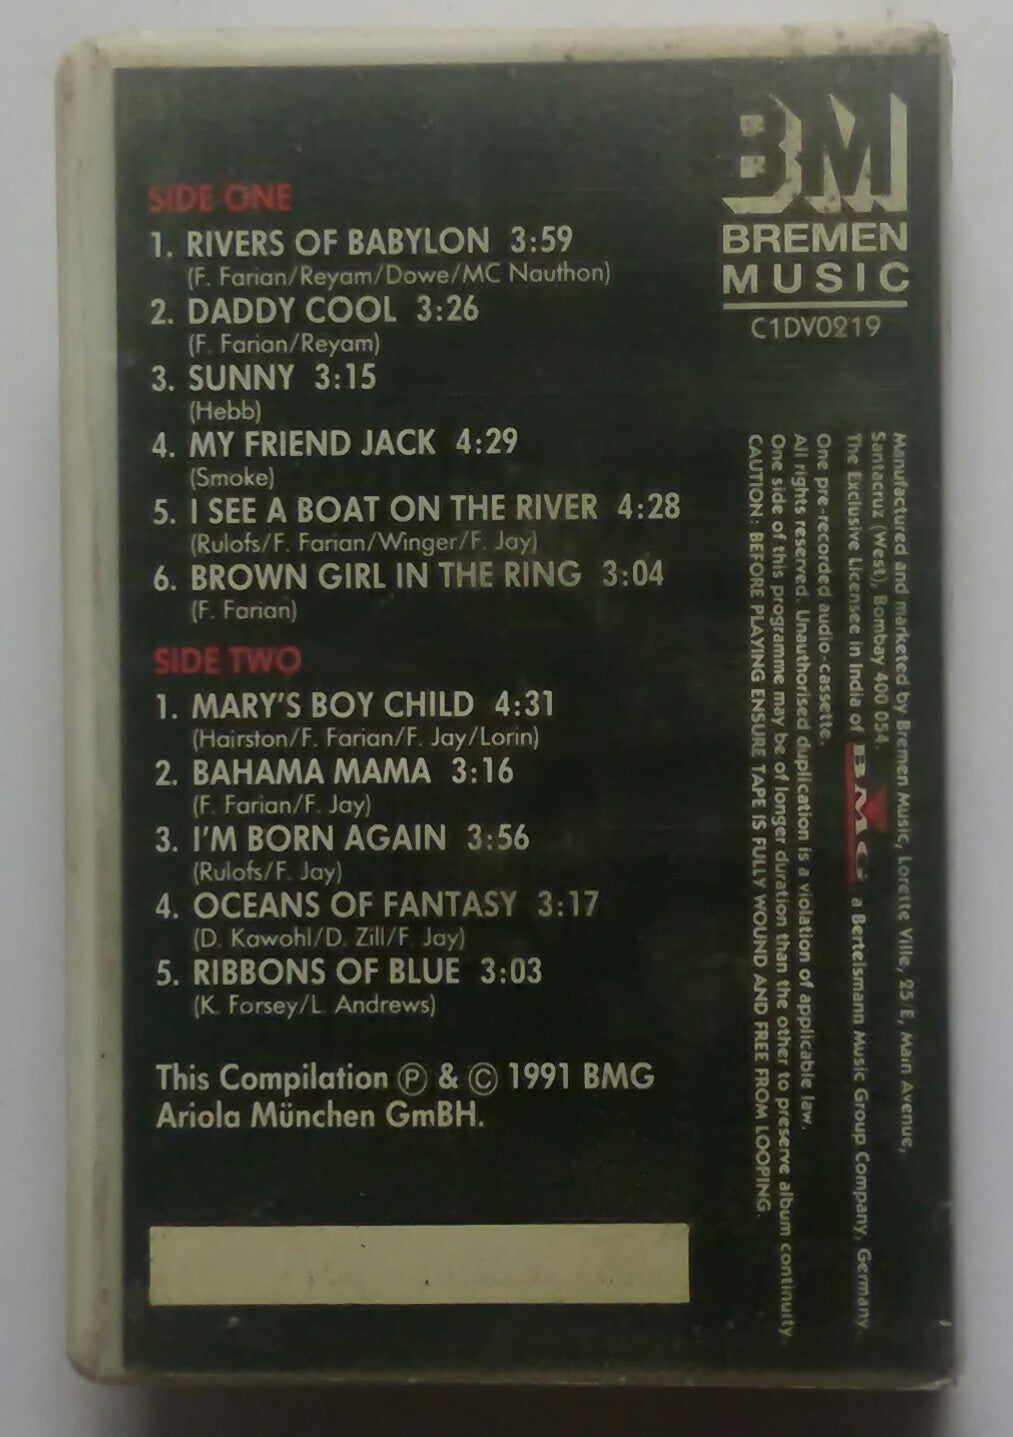 SIDE ONE
1. RIVERS OF BABYLON 3:59
(F. Farian/Reyam/Dowe/MC Nauthon)
2. DADDY COOL 3:26
(F. Farian/Reyam)
3. SUNNY 3:15
(Hebb)
4. MY FRIEND JACK 4:29
(Smoke)
5. I SEE A BOAT ON THE RIVER 4:28
(Rulofs/F. Farian/Winger/F. Jay)
6. BROWN GIRL IN THE RING 3:04
(F. Farian)
SIDE TWO
1. MARY'S BOY CHILD 4:31
(Hairston/F. Farian/F. Jay/Lorin)
2. BAHAMA MAMA 3:16
(F. Farian/F. Jay)
3. I'M BORN AGAIN 3:56
(Rulofs/F. Jay)
4. OCEANS OF FANTASY 3:17
(D. Kawohl/D. Zill/F. Jay)
5. RIBBONS OF BLUE 3:03
(K. Forsey/L. Andrews)
This Compilation Ⓟ & © 1991 BMG
Ariola München GmBH.
BM
BREMEN
MUSIC
C1DV0219
Manufactured and marketed by Bremen Music, Lorette Ville, 25/E, Main Avenue,
Santacruz (West), Bombay 400 054.
The Exclusive Licensee in India of BMG a Bertelsmann Music Group Company, Germany.
One pre-recorded audio-cassette.
All rights reserved. Unauthorised duplication is a violation of applicable law.
One side of this programme may be of longer duration than the other to preserve album continuity.
CAUTION: BEFORE PLAYING ENSURE TAPE IS FULLY WOUND AND FREE FROM LOOPING.